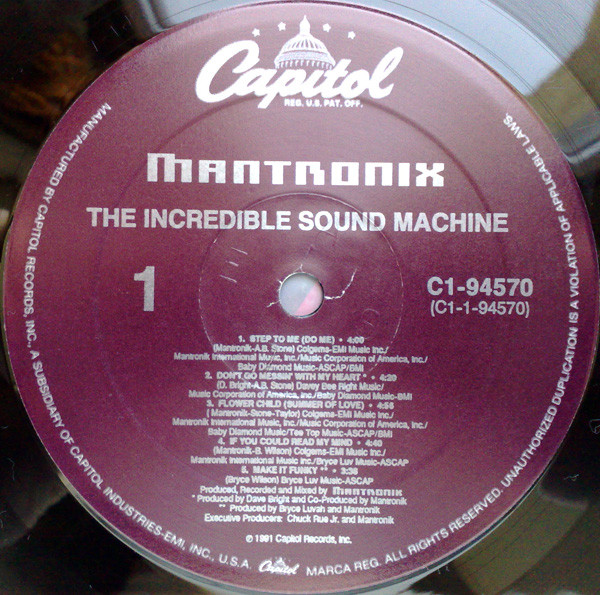 Capitol
REG. U.S. PAT. OFF.
MANTRONIX
THE INCREDIBLE SOUND MACHINE
1
C1-94570
(C1-1-94570)
1. STEP TO ME (DO ME) • 4:09
(Mantronik-A.B. Stone) Colgems-EMI Music Inc./
Mantronik International Music, Inc./Music Corporation of America, Inc./
Baby Diamond Music-ASCAP/BMI
2. DON'T GO MESSIN' WITH MY HEART * • 4:20
(D. Bright-A.B. Stone) Davey Bee Right Music/
Music Corporation of America, Inc./Baby Diamond Music-BMI
3. FLOWER CHILD (SUMMER OF LOVE) • 4:56
( Mantronik-Stone-Taylor) Colgems-EMI Music Inc./
Mantronik International Music, Inc./Music Corporation of America, Inc./
Baby Diamond Music/Tee Top Music-ASCAP/BMI
4. IF YOU COULD READ MY MIND • 4:40
(Mantronik-B. Wilson) Colgems-EMI Music Inc./
Mantronik International Music Inc./Bryce Luv Music-ASCAP
5. MAKE IT FUNKY ** • 3:38
(Bryce Wilson) Bryce Luv Music-ASCAP
Produced, Recorded and Mixed by MANTRONIX
* Produced by Dave Bright and Co-Produced by Mantronik
** Produced by Bryce Luvah and Mantronik
Executive Producers: Chuck Rue Jr. and Mantronik
℗ 1991 Capitol Records, Inc.
MANUFACTURED BY CAPITOL RECORDS, INC., A SUBSIDIARY OF CAPITOL INDUSTRIES-EMI, INC., U.S.A. Capitol MARCA REG. ALL RIGHTS RESERVED. UNAUTHORIZED DUPLICATION IS A VIOLATION OF APPLICABLE LAWS.